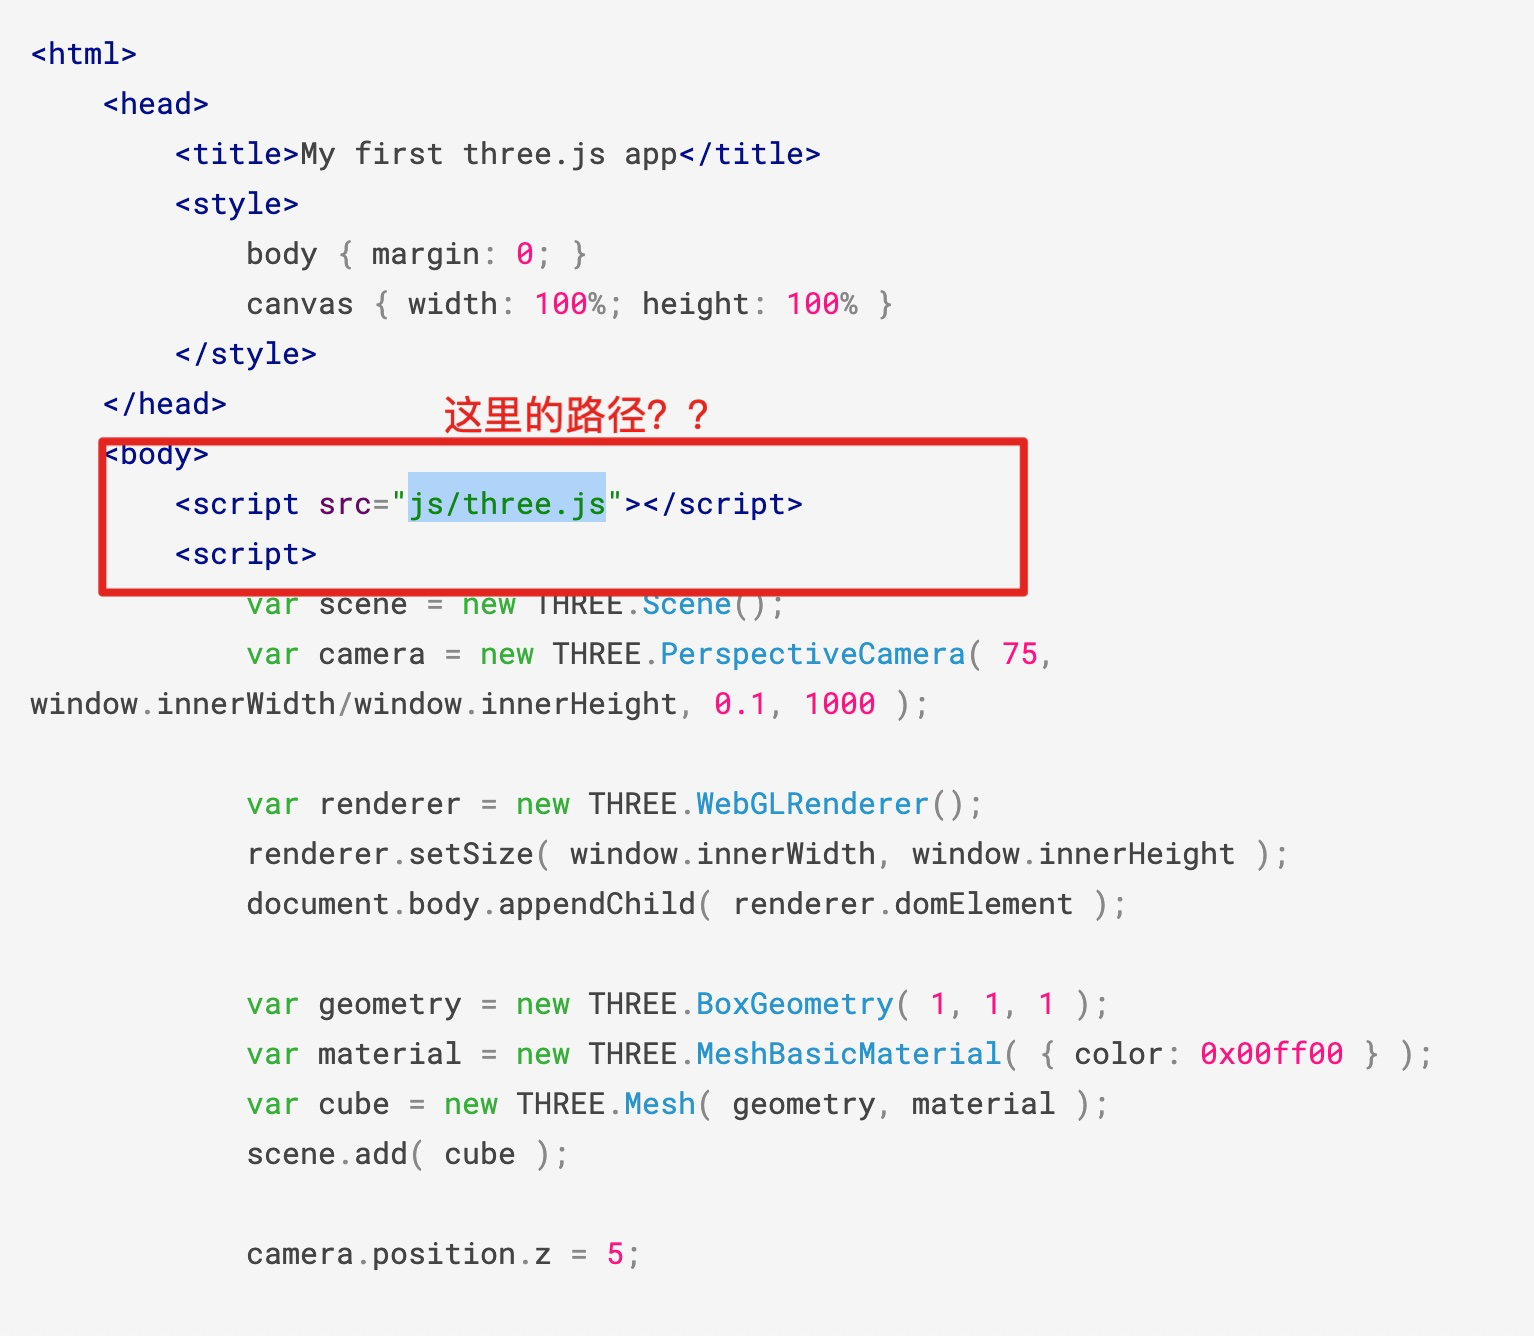 <html>
<head>
<title>My first three.js app</title>
<style>
body { margin: 0; }
canvas { width: 100%; height: 100% }
</style>
</head>
这里的路径？？
<body>
<script src="js/three.js"></script>
<script>
var scene = new THREE.Scene();
var camera = new THREE.PerspectiveCamera( 75,
window.innerWidth/window.innerHeight, 0.1, 1000 );
var renderer = new THREE.WebGLRenderer();
renderer.setSize( window.innerWidth, window.innerHeight );
document.body.appendChild( renderer.domElement );
var geometry = new THREE.BoxGeometry( 1, 1, 1 );
var material = new THREE.MeshBasicMaterial( { color: 0x00ff00 } );
var cube = new THREE.Mesh( geometry, material );
scene.add( cube );
camera.position.z = 5;